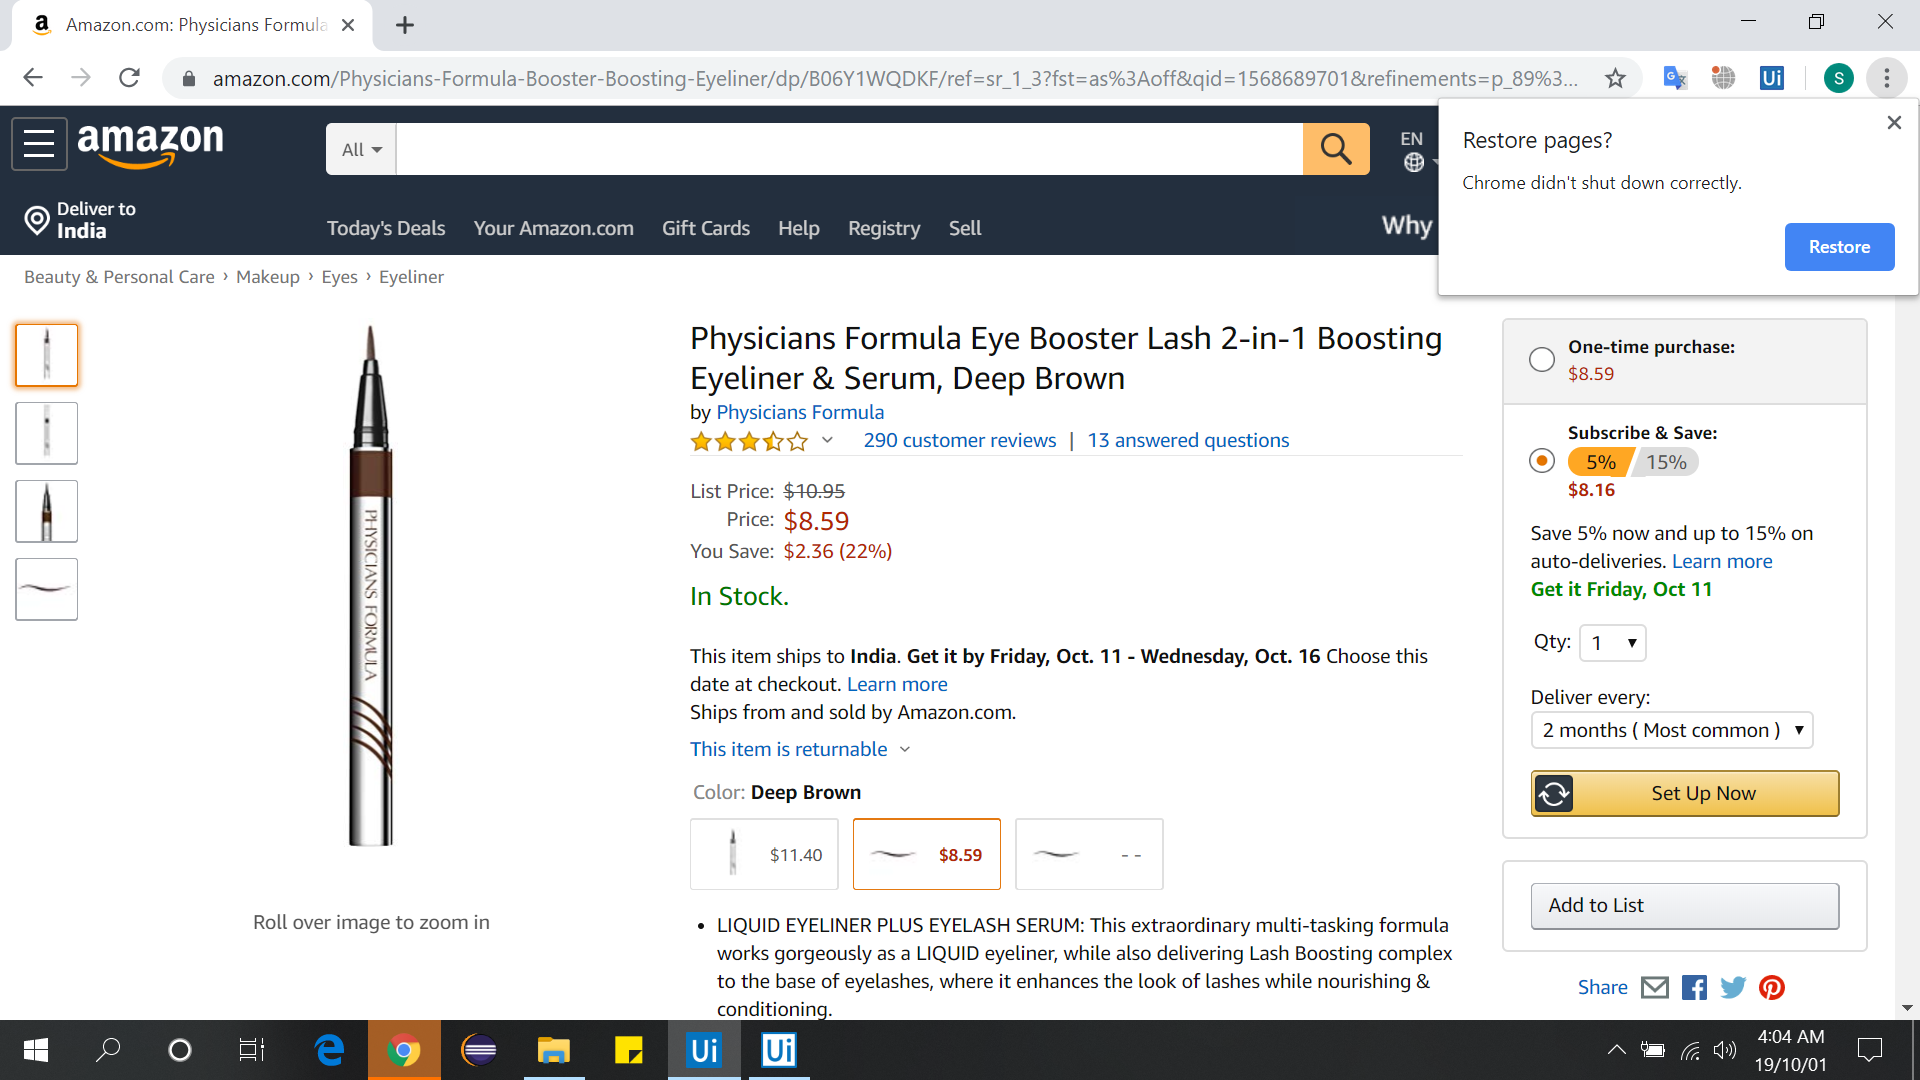 Amazon.com: Physicians Formula
amazon.com/Physicians-Formula-Booster-Boosting-Eyeliner/dp/B06Y1WQDKF/ref=sr_1_3?fst=as%3Aoff&qid=1568689701&refinements=p_89%3...
S
Ui
Restore pages?
Chrome didn't shut down correctly.
Restore
amazon
All
EN
Deliver to
India
Today's Deals
Your Amazon.com
Gift Cards
Help
Registry
Sell
Why
Beauty & Personal Care › Makeup › Eyes › Eyeliner
PHYSICIANS FORMULA
Roll over image to zoom in
Physicians Formula Eye Booster Lash 2-in-1 Boosting
Eyeliner & Serum, Deep Brown
by Physicians Formula
290 customer reviews | 13 answered questions
List Price: $10.95
Price: $8.59
You Save: $2.36 (22%)
In Stock.
This item ships to India. Get it by Friday, Oct. 11 - Wednesday, Oct. 16 Choose this
date at checkout. Learn more
Ships from and sold by Amazon.com.
This item is returnable
Color: Deep Brown
$11.40
$8.59
- -
• LIQUID EYELINER PLUS EYELASH SERUM: This extraordinary multi-tasking formula
works gorgeously as a LIQUID eyeliner, while also delivering Lash Boosting complex
to the base of eyelashes, where it enhances the look of lashes while nourishing &
conditioning.
One-time purchase:
$8.59
Subscribe & Save:
5% 15%
$8.16
Save 5% now and up to 15% on
auto-deliveries. Learn more
Get it Friday, Oct 11
Qty: 1
Deliver every:
2 months ( Most common )
Set Up Now
Add to List
Share
Ui
Ui
4:04 AM
19/10/01